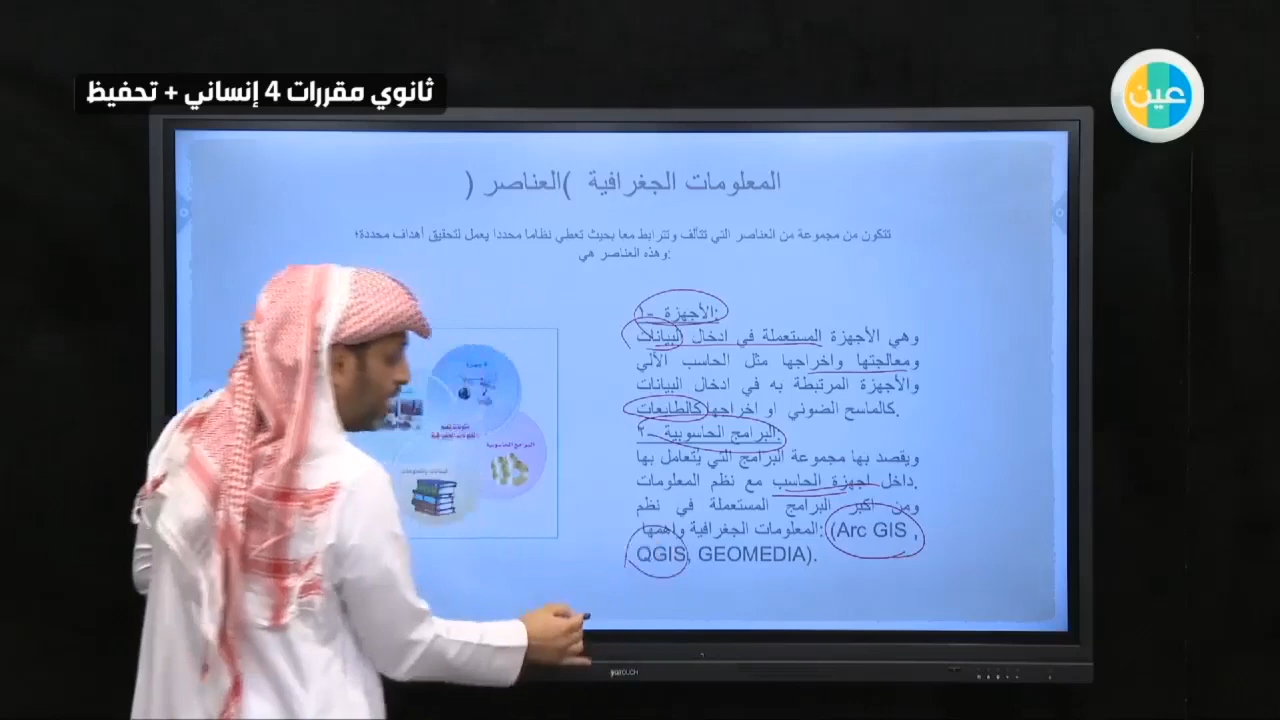 ثانوي مقررات 4 إنساني + تحفيظ
عين
المعلومات الجغرافية )العناصر (
تتكون من مجموعة من العناصر التي تتألف وتترابط معا بحيث تعطي نظاما محددا يعمل لتحقيق أهداف محددة؛
:وهذه العناصر هي
:الأجهزة -١
وهي الأجهزة المستعملة في ادخال البيانات
ومعالجتها واخراجها مثل الحاسب الآلي
والأجهزة المرتبطة به في ادخال البيانات
.كالماسح الضوئي او اخراجها كالطابعات
:البرامج الحاسوبية -٢
ويقصد بها مجموعة البرامج التي يتعامل بها
.داخل اجهزة الحاسب مع نظم المعلومات
ومن اكبر البرامج المستعملة في نظم
المعلومات الجغرافية واهمها: (Arc GIS ,
QGIS, GEOMEDIA).
الأجهزة
البرامج الحاسوبية